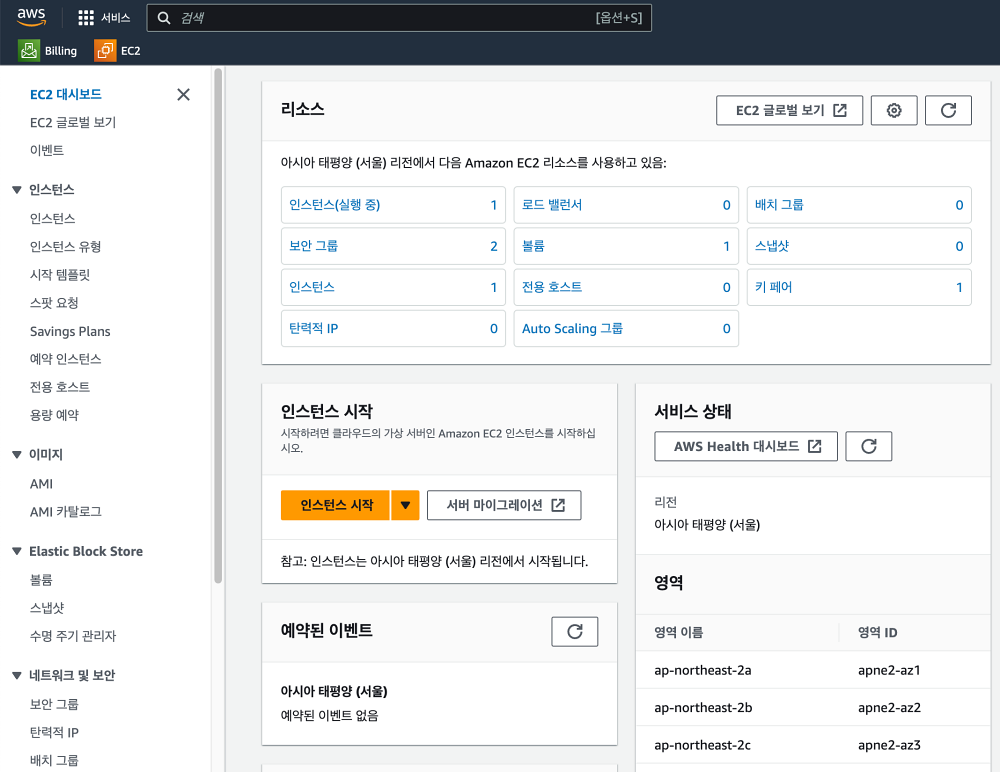 aws
서비스
검색
[옵션+S]
Billing
EC2
EC2 대시보드
EC2 글로벌 보기
이벤트
인스턴스
인스턴스
인스턴스 유형
시작 템플릿
스팟 요청
Savings Plans
예약 인스턴스
전용 호스트
용량 예약
이미지
AMI
AMI 카탈로그
Elastic Block Store
볼륨
스냅샷
수명 주기 관리자
네트워크 및 보안
보안 그룹
탄력적 IP
배치 그룹
리소스
EC2 글로벌 보기
아시아 태평양 (서울) 리전에서 다음 Amazon EC2 리소스를 사용하고 있음:
인스턴스(실행 중) 1
로드 밸런서 0
배치 그룹 0
보안 그룹 2
볼륨 1
스냅샷 0
인스턴스 1
전용 호스트 0
키 페어 1
탄력적 IP 0
Auto Scaling 그룹 0
인스턴스 시작
시작하려면 클라우드의 가상 서버인 Amazon EC2 인스턴스를 시작하십
시오.
인스턴스 시작
서버 마이그레이션
참고: 인스턴스는 아시아 태평양 (서울) 리전에서 시작됩니다.
예약된 이벤트
아시아 태평양 (서울)
예약된 이벤트 없음
서비스 상태
AWS Health 대시보드
리전
아시아 태평양 (서울)
영역
영역 이름 영역 ID
ap-northeast-2a apne2-az1
ap-northeast-2b apne2-az2
ap-northeast-2c apne2-az3